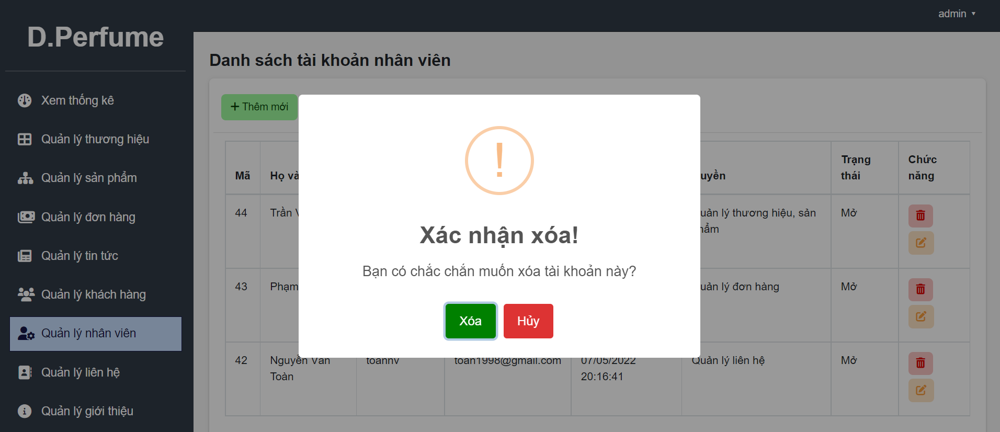 admin
D.Perfume
Xem thống kê
Quản lý thương hiệu
Quản lý sản phẩm
Quản lý đơn hàng
Quản lý tin tức
Quản lý khách hàng
Quản lý nhân viên
Quản lý liên hệ
Quản lý giới thiệu
Danh sách tài khoản nhân viên
Thêm mới
Mã Họ và Trạng thái Chức năng
44 Trần lý thương hiệu, sản Mở
43 Phạm lý đơn hàng Mở
42 Nguyễn Văn toannv toan1998@gmail.com 07/05/2022 Quản lý liên hệ Mở
Toàn 20:16:41
!
Xác nhận xóa!
Bạn có chắc chắn muốn xóa tài khoản này?
Xóa Hủy